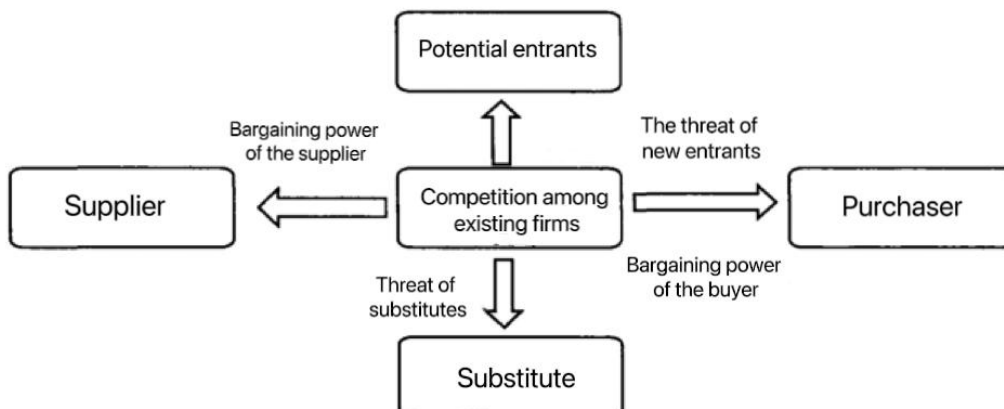 Potential entrants
Bargaining power
of the supplier
The threat of
new entrants
Supplier
Competition among
existing firms
Purchaser
Threat of
substitutes
Bargaining power
of the buyer
Substitute